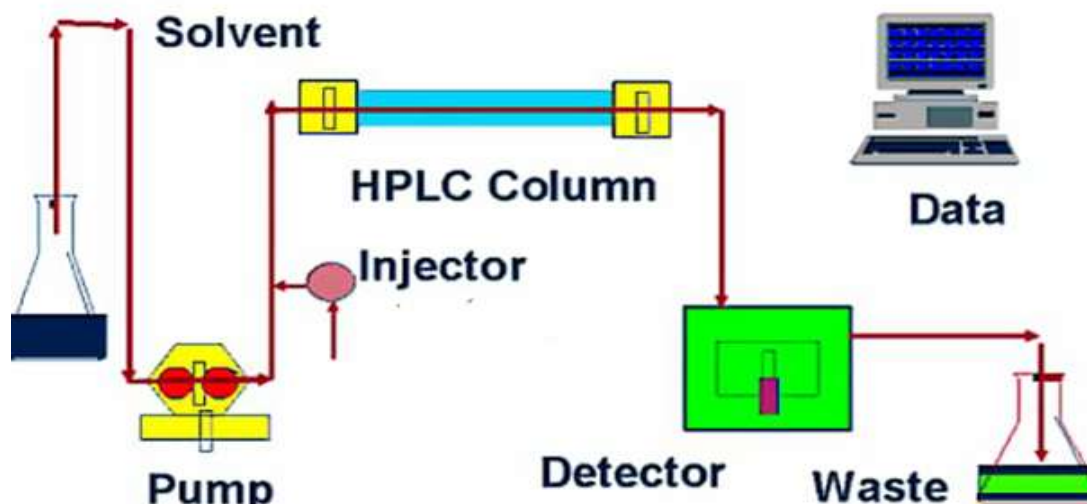 Solvent
HPLC Column
Data
Injector
Detector
Waste
Pump